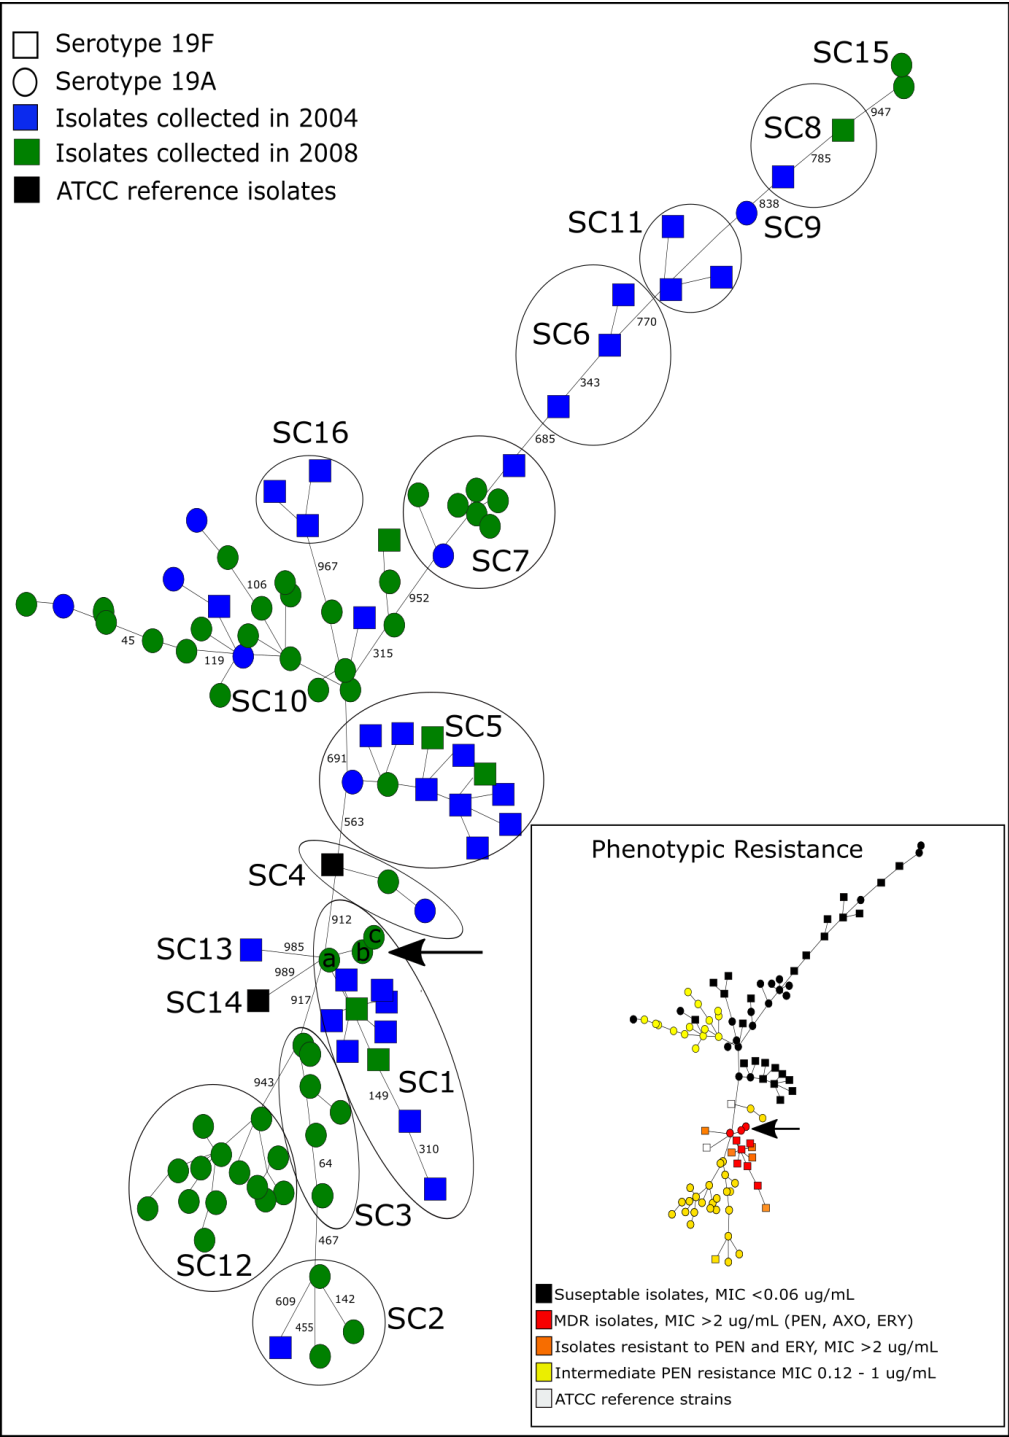 Serotype 19F
Serotype 19A
Isolates collected in 2004
Isolates collected in 2008
ATCC reference isolates
SC15
947
SC8
785
838
SC9
SC11
770
SC6
343
685
SC16
SC7
967
952
106
315
45
119
SC10
691
SC5
563
SC4
912
c
b
a
SC13
985
989
SC14
917
SC1
943
149
310
64
SC3
467
SC12
609
142
455
SC2
Phenotypic Resistance
Suseptable isolates, MIC <0.06 ug/mL
MDR isolates, MIC >2 ug/mL (PEN, AXO, ERY)
Isolates resistant to PEN and ERY, MIC >2 ug/mL
Intermediate PEN resistance MIC 0.12 - 1 ug/mL
ATCC reference strains